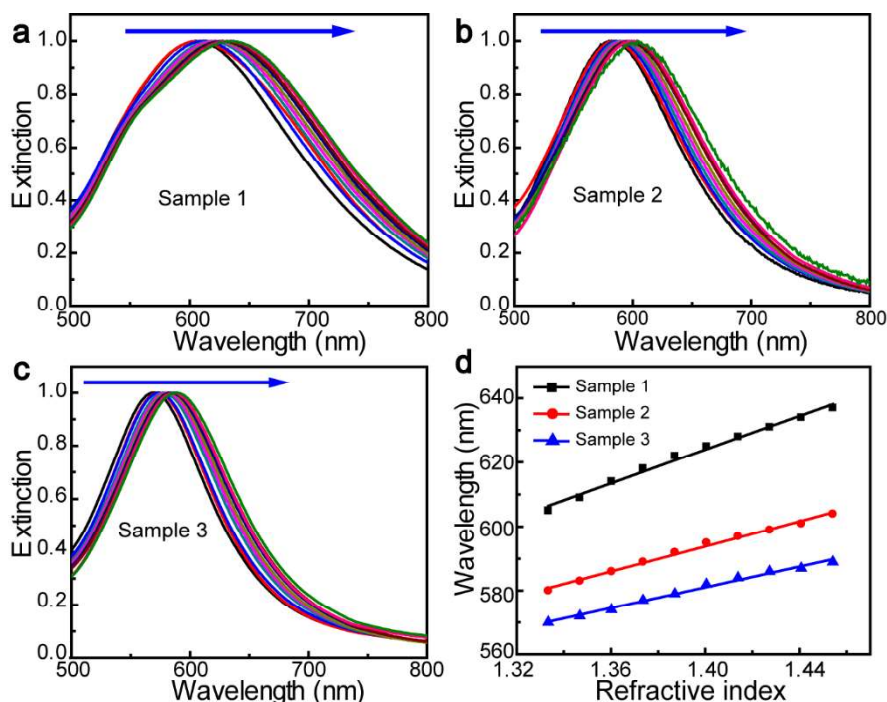 a
Extinction
1.0
0.8
0.6
0.4
0.2
0.0
Sample 1
500 600 700 800
Wavelength (nm)
b
Extinction
1.0
0.8
0.6
0.4
0.2
0.0
Sample 2
500 600 700 800
Wavelength (nm)
c
Extinction
1.0
0.8
0.6
0.4
0.2
0.0
Sample 3
500 600 700 800
Wavelength (nm)
d
Wavelength (nm)
640
620
600
580
560
Sample 1
Sample 2
Sample 3
1.32 1.36 1.40 1.44
Refractive index